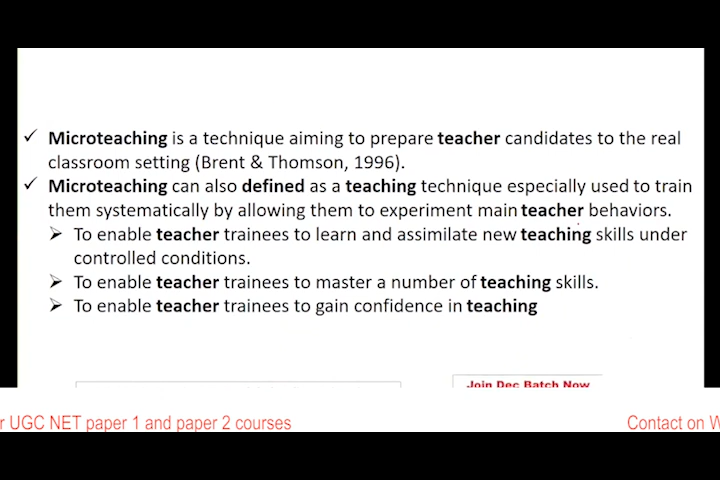 Microteaching is a technique aiming to prepare teacher candidates to the real
classroom setting (Brent & Thomson, 1996).
Microteaching can also defined as a teaching technique especially used to train
them systematically by allowing them to experiment main teacher behaviors.
To enable teacher trainees to learn and assimilate new teaching skills under
controlled conditions.
To enable teacher trainees to master a number of teaching skills.
To enable teacher trainees to gain confidence in teaching
Join Dec Batch Now
r UGC NET paper 1 and paper 2 courses
Contact on W